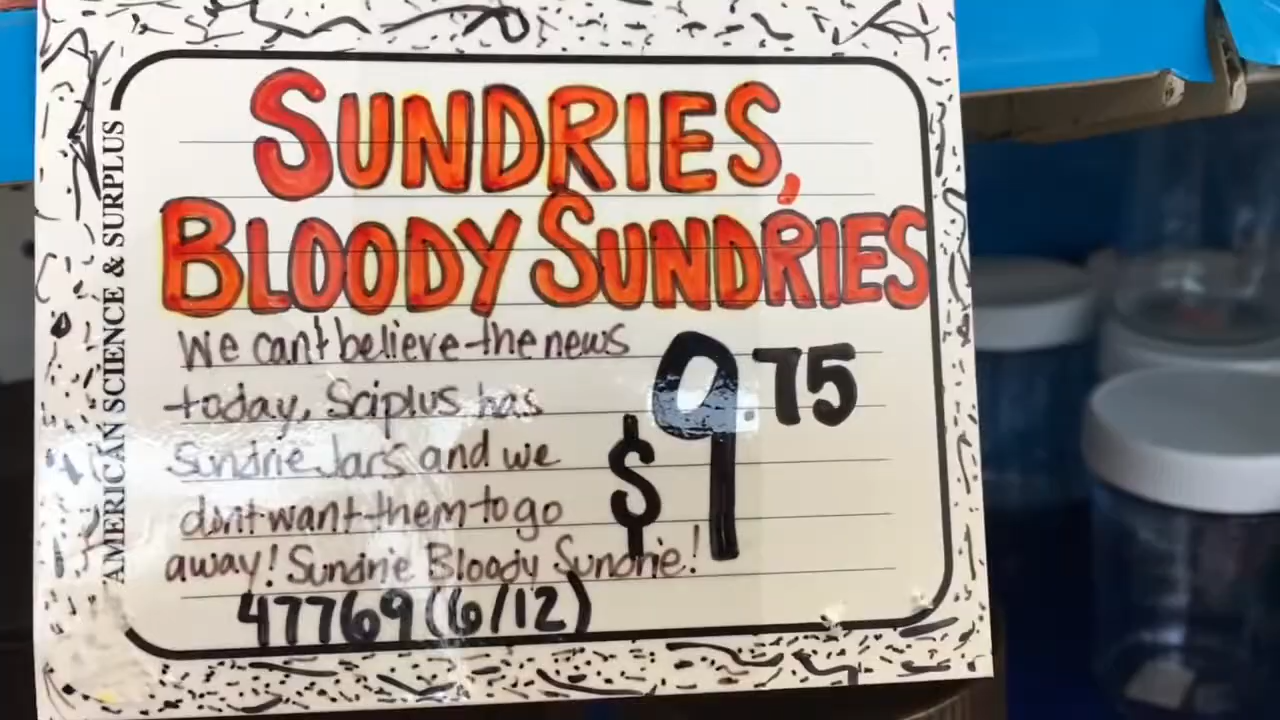 AMERICAN SCIENCE & SURPLUS
SUNDRIES,
BLOODY SUNDRIES
We can't believe the news
today, Sciplus has
Sundrie Jars and we
dont want them to go
away! Sundrie Bloody Sundrie!
$9 75
47769 (6/12)